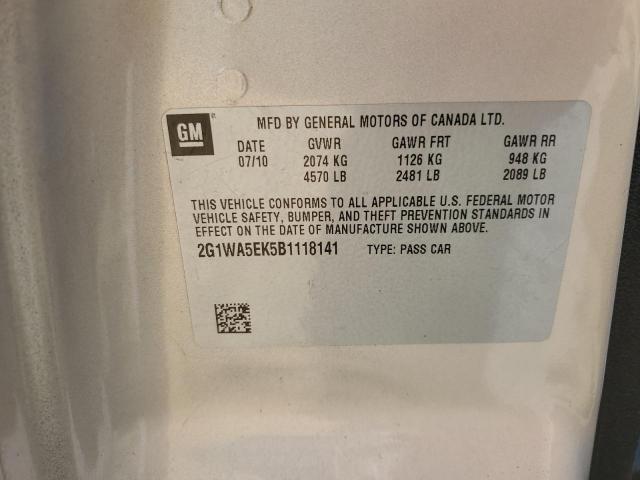 GM
MFD BY GENERAL MOTORS OF CANADA LTD.
DATE GVWR GAWR FRT GAWR RR
07/10 2074 KG 1126 KG 948 KG
4570 LB 2481 LB 2089 LB
THIS VEHICLE CONFORMS TO ALL APPLICABLE U.S. FEDERAL MOTOR
VEHICLE SAFETY, BUMPER, AND THEFT PREVENTION STANDARDS IN
EFFECT ON THE DATE OF MANUFACTURE SHOWN ABOVE.
2G1WA5EK5B1118141 TYPE: PASS CAR